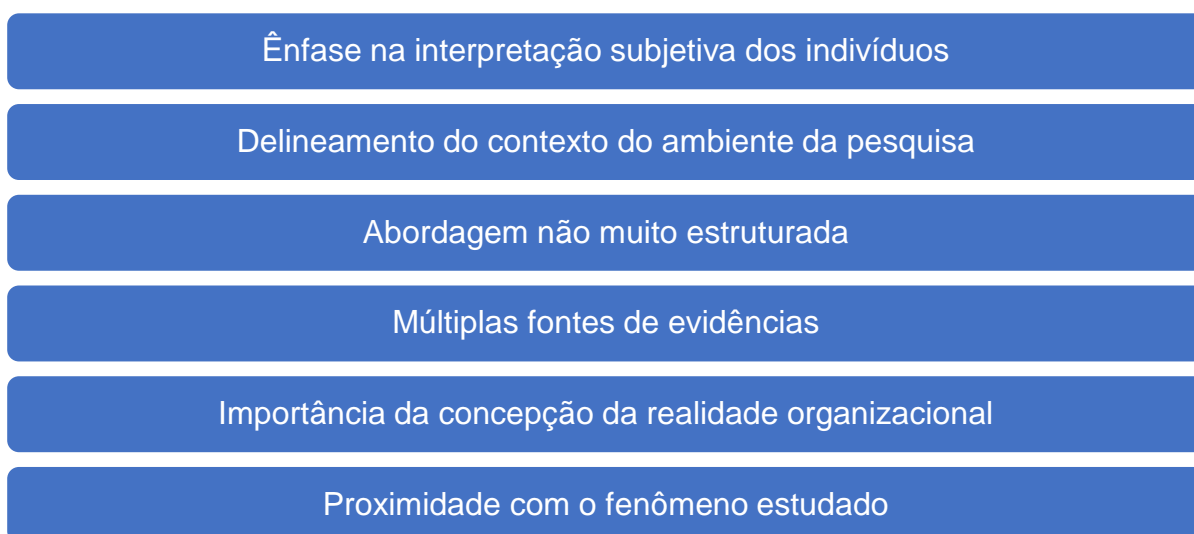 Ênfase na interpretação subjetiva dos indivíduos
Delineamento do contexto do ambiente da pesquisa
Abordagem não muito estruturada
Múltiplas fontes de evidências
Importância da concepção da realidade organizacional
Proximidade com o fenômeno estudado